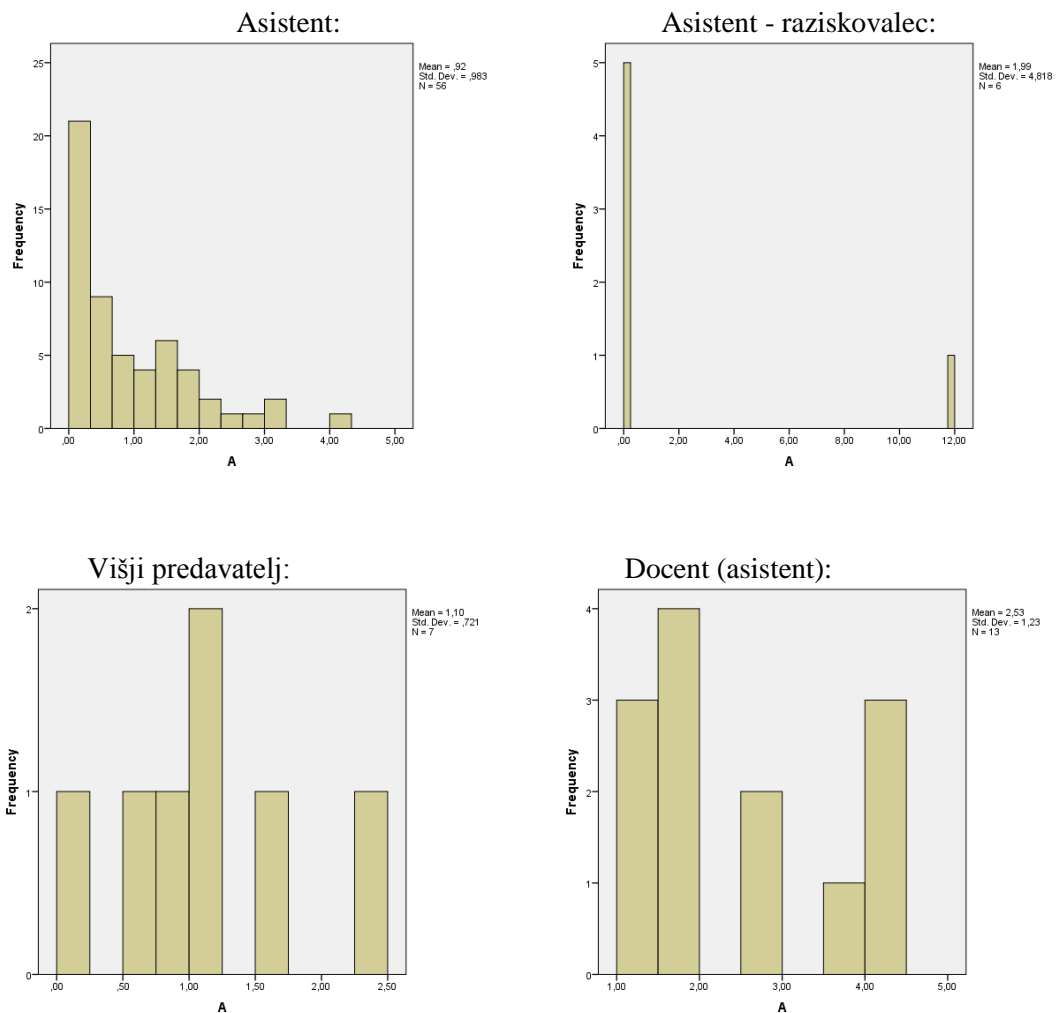 Asistent:
Mean = ,92
Std. Dev. = ,983
N = 56
Frequency
25
20
15
10
5
0
,00 1,00 2,00 3,00 4,00 5,00
A
Asistent - raziskovalec:
Mean = 1,99
Std. Dev. = 4,818
N = 6
Frequency
5
4
3
2
1
0
,00 2,00 4,00 6,00 8,00 10,00 12,00
A
Višji predavatelj:
Mean = 1,10
Std. Dev. = ,721
N = 7
Frequency
2
1
0
,00 ,50 1,00 1,50 2,00 2,50
A
Docent (asistent):
Mean = 2,53
Std. Dev. = 1,23
N = 13
Frequency
4
3
2
1
0
1,00 2,00 3,00 4,00 5,00
A